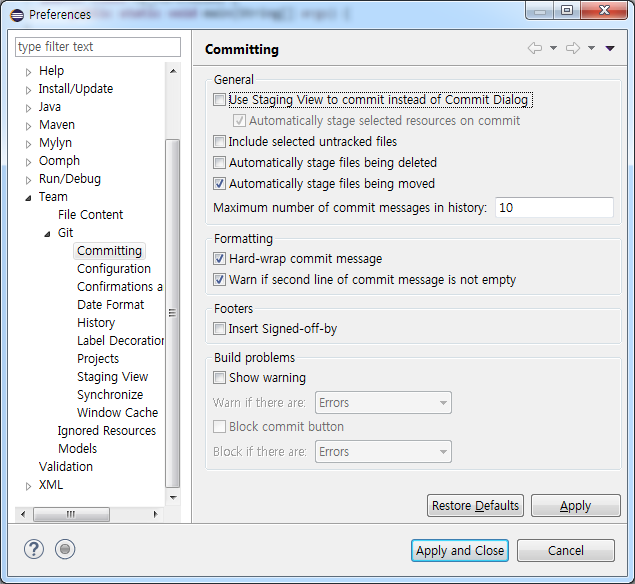 Preferences
type filter text
Help
Install/Update
Java
Maven
Mylyn
Oomph
Run/Debug
Team
File Content
Git
Committing
Configuration
Confirmations a
Date Format
History
Label Decoration
Projects
Staging View
Synchronize
Window Cache
Ignored Resources
Models
Validation
XML
Committing
General
Use Staging View to commit instead of Commit Dialog
Automatically stage selected resources on commit
Include selected untracked files
Automatically stage files being deleted
Automatically stage files being moved
Maximum number of commit messages in history: 10
Formatting
Hard-wrap commit message
Warn if second line of commit message is not empty
Footers
Insert Signed-off-by
Build problems
Show warning
Warn if there are: Errors
Block commit button
Block if there are: Errors
Restore Defaults Apply
Apply and Close Cancel